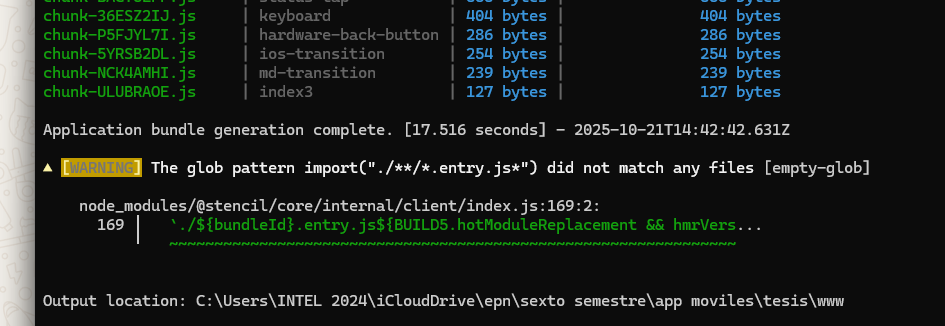 chunk-36ESZ2IJ.js | keyboard | 404 bytes | 404 bytes
chunk-P5FJYL7I.js | hardware-back-button | 286 bytes | 286 bytes
chunk-5YRSB2DL.js | ios-transition | 254 bytes | 254 bytes
chunk-NCK4AMHI.js | md-transition | 239 bytes | 239 bytes
chunk-ULUBRAOE.js | index3 | 127 bytes | 127 bytes
Application bundle generation complete. [17.516 seconds] - 2025-10-21T14:42:42.631Z
▲ [WARNING] The glob pattern import("./**/*.entry.js*") did not match any files [empty-glob]
node_modules/@stencil/core/internal/client/index.js:169:2:
169 │ `./${bundleId}.entry.js${BUILD5.hotModuleReplacement && hmrVers...
~~~~~~~~~~~~~~~~~~~~~~~~~~~~~~~~~~~~~~~~~~~~~~~~~~~~~~~~~~~~~~~
Output location: C:\Users\INTEL 2024\iCloudDrive\epn\sexto semestre\app moviles\tesis\www